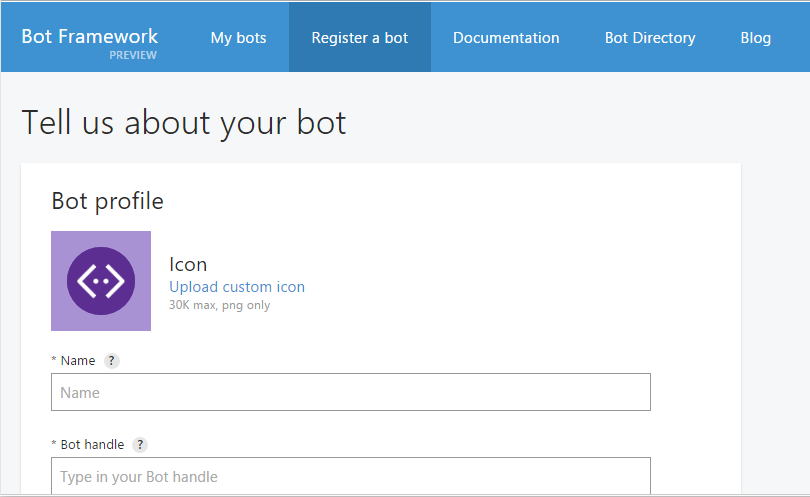 Bot Framework
PREVIEW
My bots
Register a bot
Documentation
Bot Directory
Blog
Tell us about your bot
Bot profile
Icon
Upload custom icon
30K max, png only
* Name ?
Name
* Bot handle ?
Type in your Bot handle